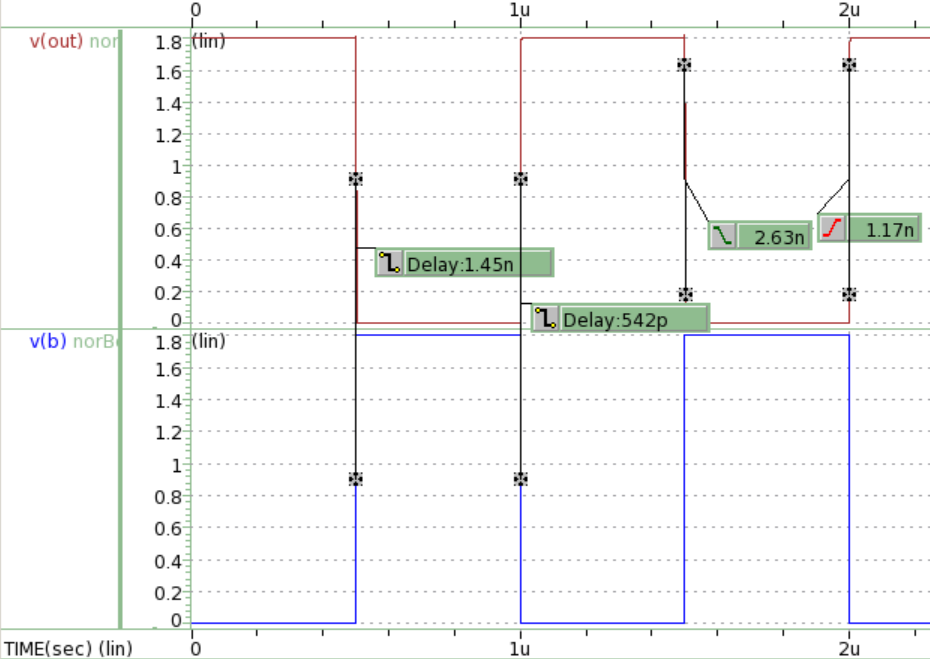 0 1u 2u
v(out) nor
(lin)
1.8
1.6
1.4
1.2
1
0.8
0.6
0.4
0.2
0
2.63n
1.17n
Delay:1.45n
Delay:542p
v(b) norB
(lin)
1.8
1.6
1.4
1.2
1
0.8
0.6
0.4
0.2
0
TIME(sec) (lin) 0 1u 2u